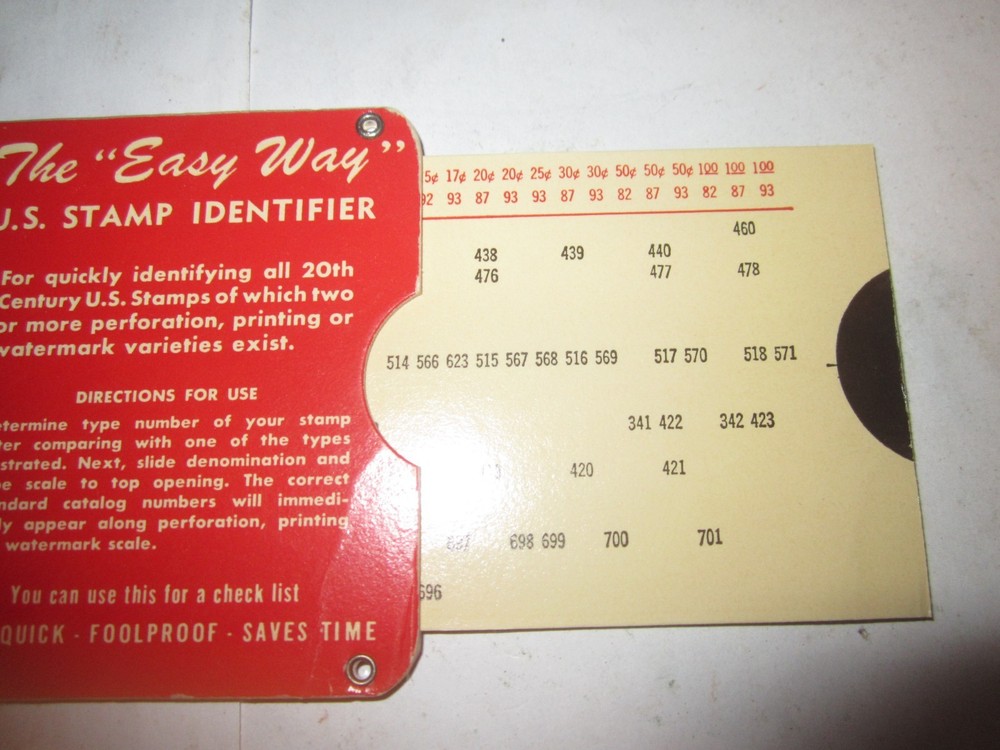 The "Easy Way"
U.S. STAMP IDENTIFIER
For quickly identifying all 20th
Century U.S. Stamps of which two
or more perforation, printing or
watermark varieties exist.
DIRECTIONS FOR USE
etermine type number of your stamp
ter comparing with one of the types
strated. Next, slide denomination and
e scale to top opening. The correct
ndard catalog numbers will immedi-
ly appear along perforation, printing
watermark scale.
You can use this for a check list
QUICK - FOOLPROOF - SAVES TIME
5¢ 17¢ 20¢ 20¢ 25¢ 30¢ 30¢ 50¢ 50¢ 50¢ 100 100 100
92 93 87 93 93 87 93 82 87 93 82 87 93
460
438 439 440
476 477 478
514 566 623 515 567 568 516 569 517 570 518 571
341 422 342 423
420 421
697 698 699 700 701
696